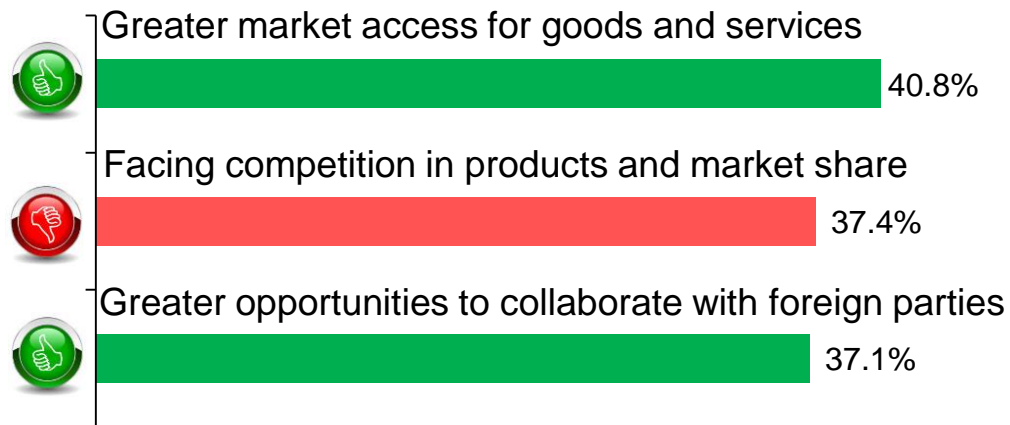 Greater market access for goods and services
40.8%
Facing competition in products and market share
37.4%
Greater opportunities to collaborate with foreign parties
37.1%